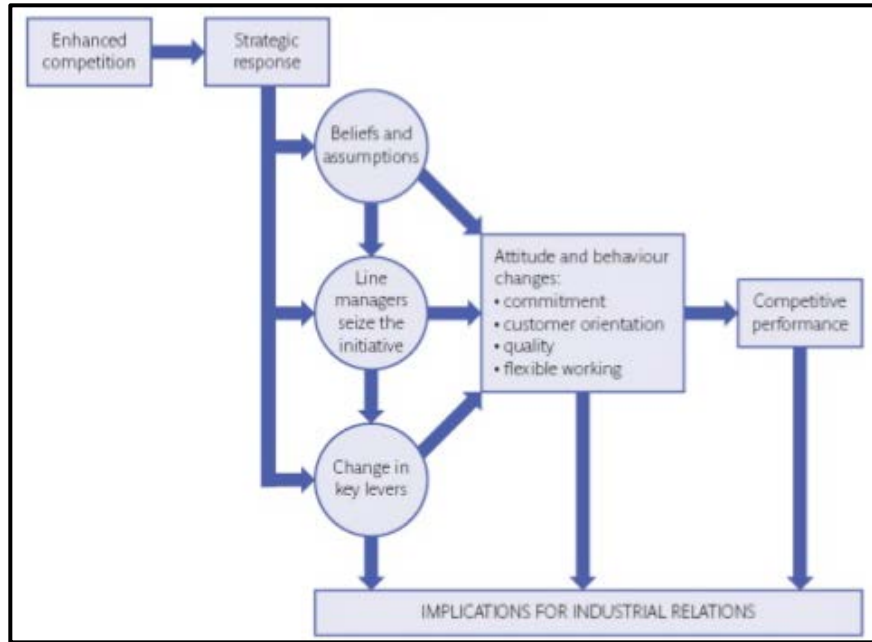 Enhanced
competition
Strategic
response
Beliefs and
assumptions
Line
managers
seize the
initiative
Change in
key levers
Attitude and behaviour
changes:
• commitment
• customer orientation
• quality
• flexible working
Competitive
performance
IMPLICATIONS FOR INDUSTRIAL RELATIONS